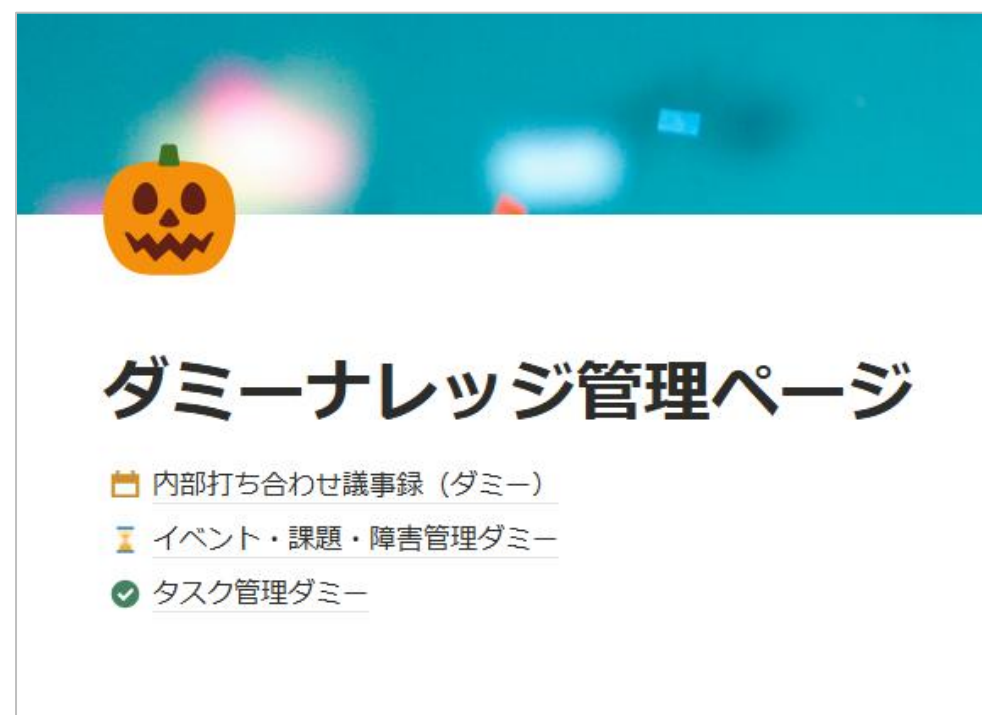 ダミーナレッジ管理ページ
内部打ち合わせ議事録（ダミー）
イベント・課題・障害管理ダミー
タスク管理ダミー